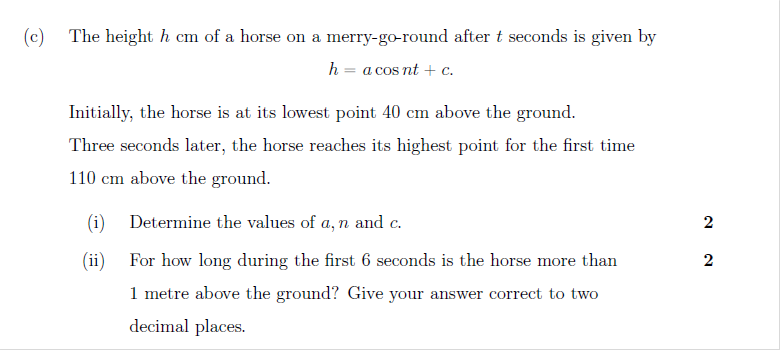 (c) The height h cm of a horse on a merry-go-round after t seconds is given by
h = a cos nt + c.
Initially, the horse is at its lowest point 40 cm above the ground.
Three seconds later, the horse reaches its highest point for the first time
110 cm above the ground.
(i) Determine the values of a, n and c. 2
(ii) For how long during the first 6 seconds is the horse more than 2
1 metre above the ground? Give your answer correct to two
decimal places.